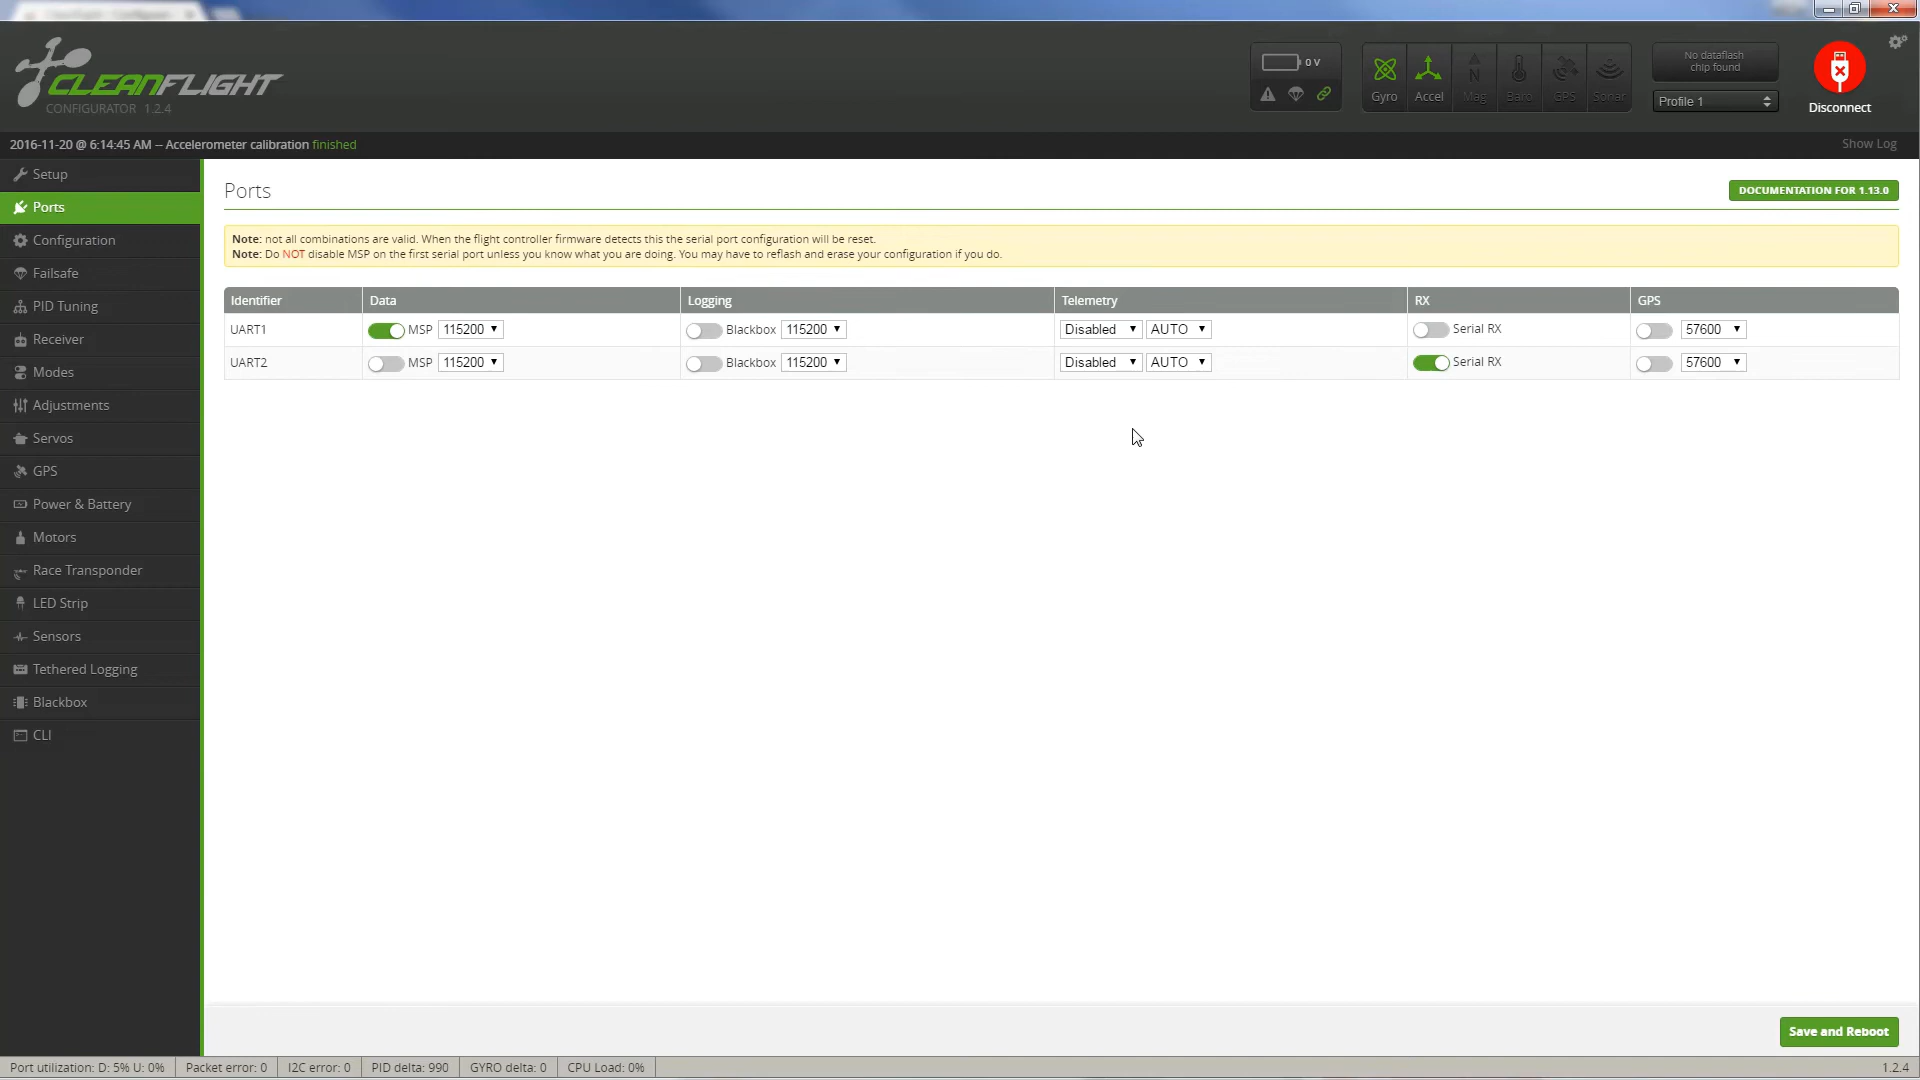 CLEANFLIGHT
CONFIGURATOR 1.2.4
0 V
Gyro Accel Mag Baro GPS Sonar
No dataflash
chip found
Profile 1
Disconnect
2016-11-20 @ 6:14:45 AM -- Accelerometer calibration finished
Show Log
Setup
Ports
Configuration
Failsafe
PID Tuning
Receiver
Modes
Adjustments
Servos
GPS
Power & Battery
Motors
Race Transponder
LED Strip
Sensors
Tethered Logging
Blackbox
CLI
Ports
DOCUMENTATION FOR 1.13.0
Note: not all combinations are valid. When the flight controller firmware detects this the serial port configuration will be reset.
Note: Do NOT disable MSP on the first serial port unless you know what you are doing. You may have to reflash and erase your configuration if you do.
Identifier Data Logging Telemetry RX GPS
UART1 MSP 115200 Blackbox 115200 Disabled AUTO Serial RX 57600
UART2 MSP 115200 Blackbox 115200 Disabled AUTO Serial RX 57600
Save and Reboot
Port utilization: D: 5% U: 0% Packet error: 0 I2C error: 0 PID delta: 990 GYRO delta: 0 CPU Load: 0% 1.2.4